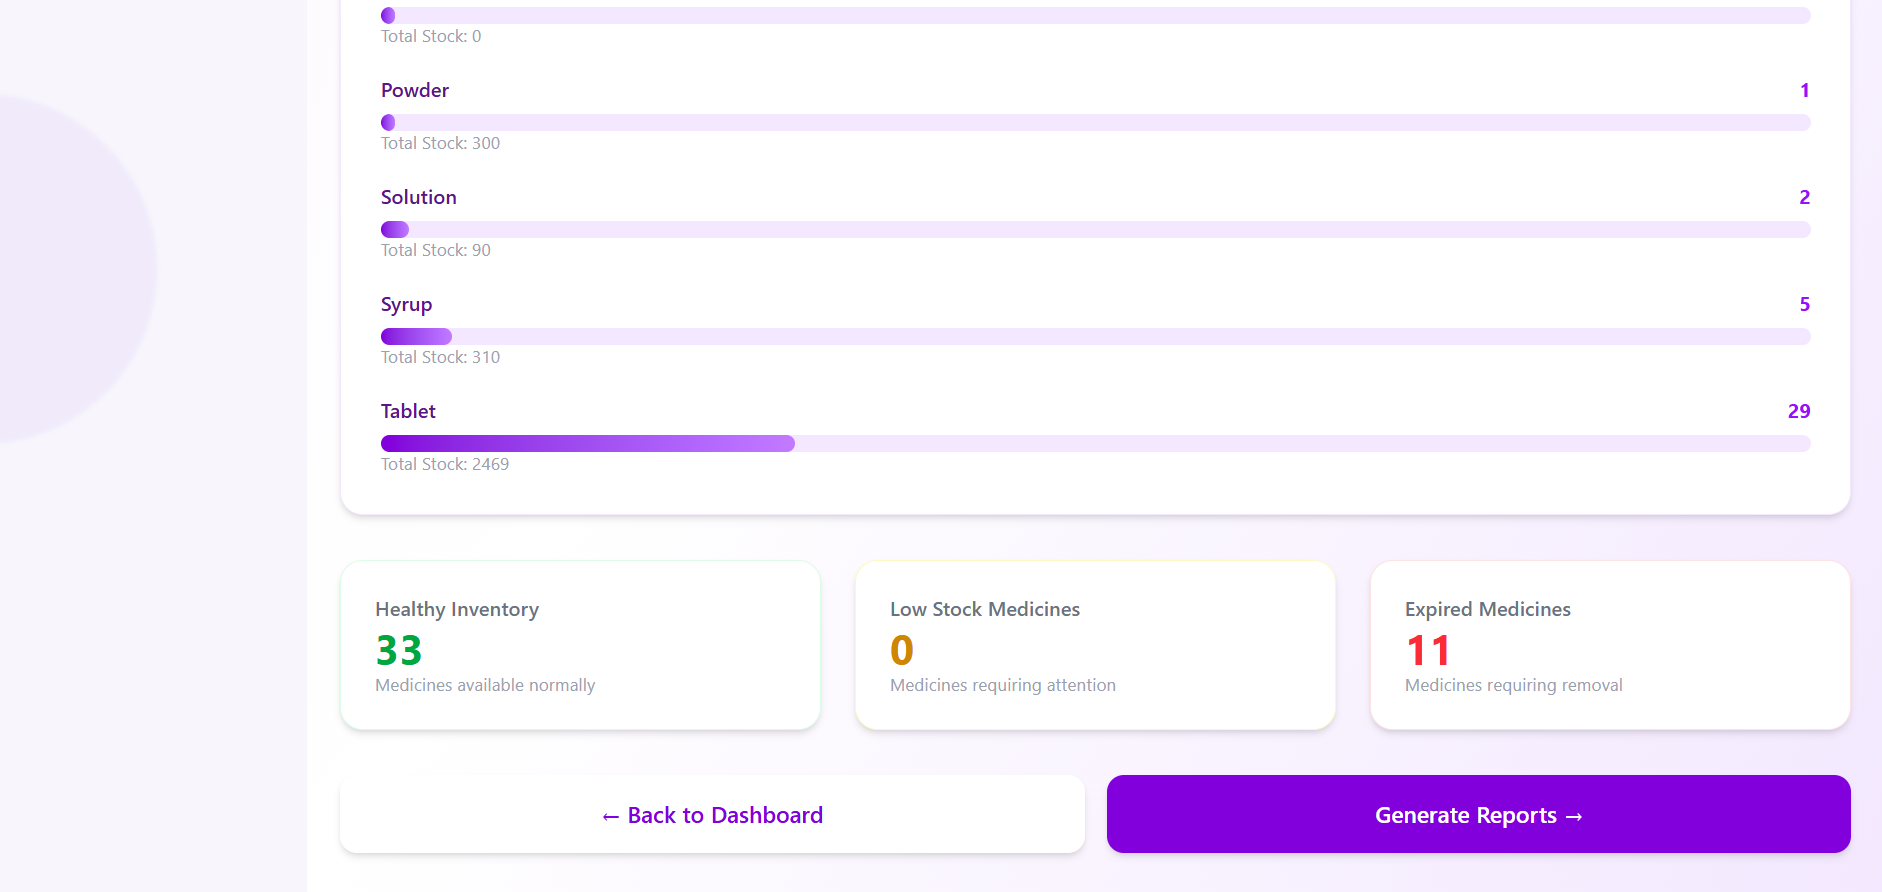 Total Stock: 0
Powder 1
Total Stock: 300
Solution 2
Total Stock: 90
Syrup 5
Total Stock: 310
Tablet 29
Total Stock: 2469
Healthy Inventory
33
Medicines available normally
Low Stock Medicines
0
Medicines requiring attention
Expired Medicines
11
Medicines requiring removal
← Back to Dashboard
Generate Reports →